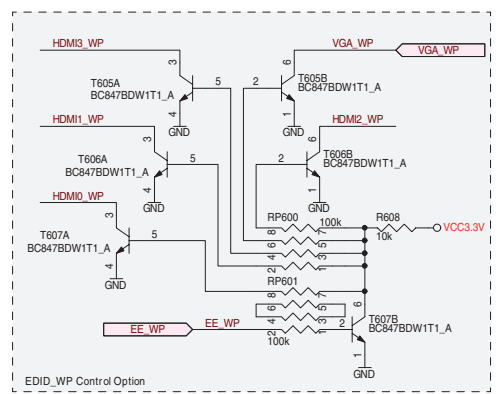 HDMI3_WP
VGA_WP
VGA_WP
3
6
T605A
BC847BDW1T1_A
5
2
T605B
BC847BDW1T1_A
4
1
GND
GND
HDMI1_WP
HDMI2_WP
3
6
T606A
BC847BDW1T1_A
5
2
T606B
BC847BDW1T1_A
4
1
GND
GND
HDMI0_WP
3
T607A
BC847BDW1T1_A
5
4
GND
RP600
100k
8 7
6 5
4 3
2 1
R608
10k
VCC3.3V
RP601
8 7
6 5
4 3
2 1
100k
EE_WP
EE_WP
2
6
T607B
BC847BDW1T1_A
1
GND
EDID_WP Control Option